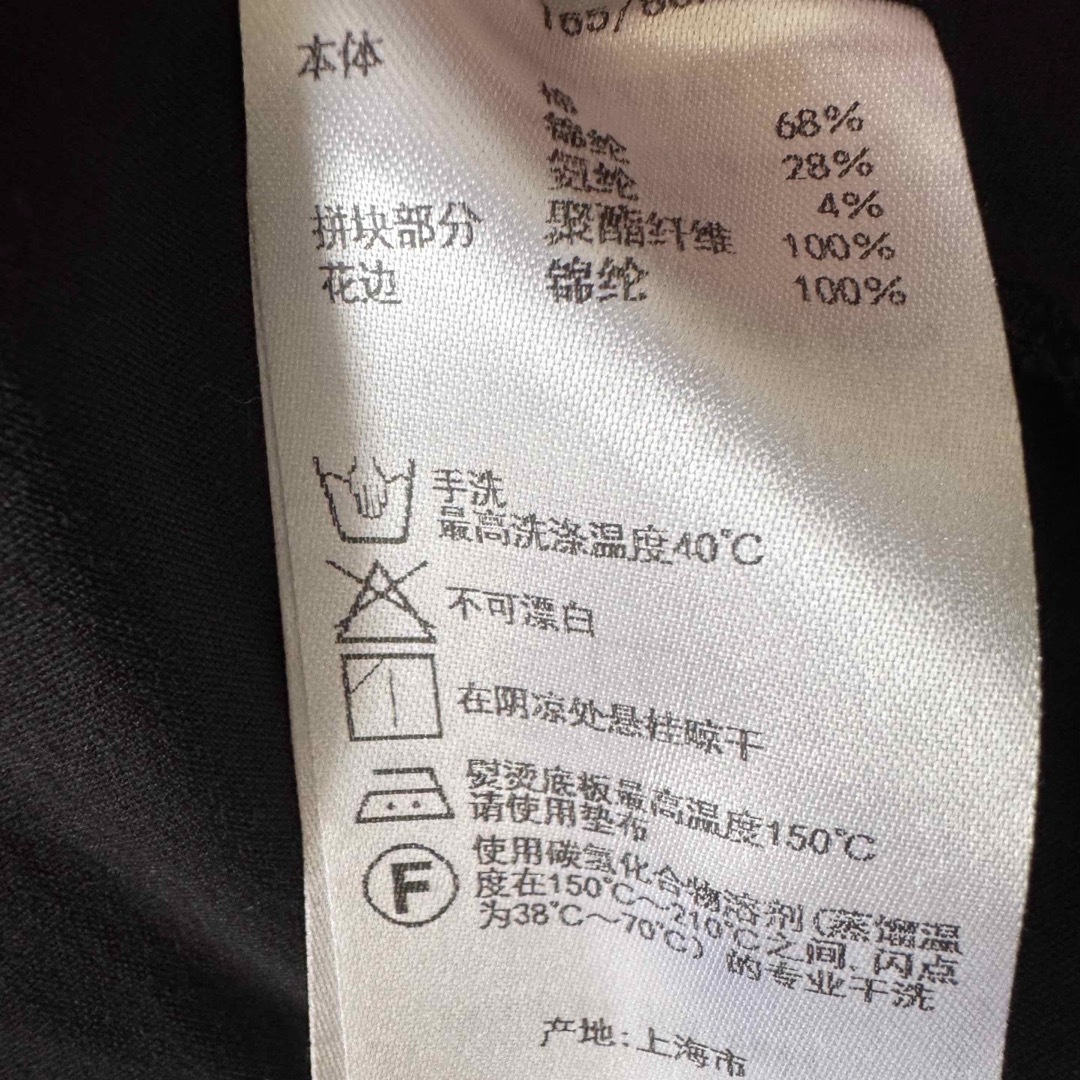 本体
棉 68%
锦纶 28%
氨纶 4%
拼块部分 聚酯纤维 100%
花边 锦纶 100%
手洗
最高洗涤温度40℃
不可漂白
在阴凉处悬挂晾干
熨烫底板最高温度150℃
请使用垫布
F
使用碳氢化合物溶剂(蒸馏温
度在150℃~210℃之间、闪点
为38℃~70℃)的专业干洗
产地:上海市